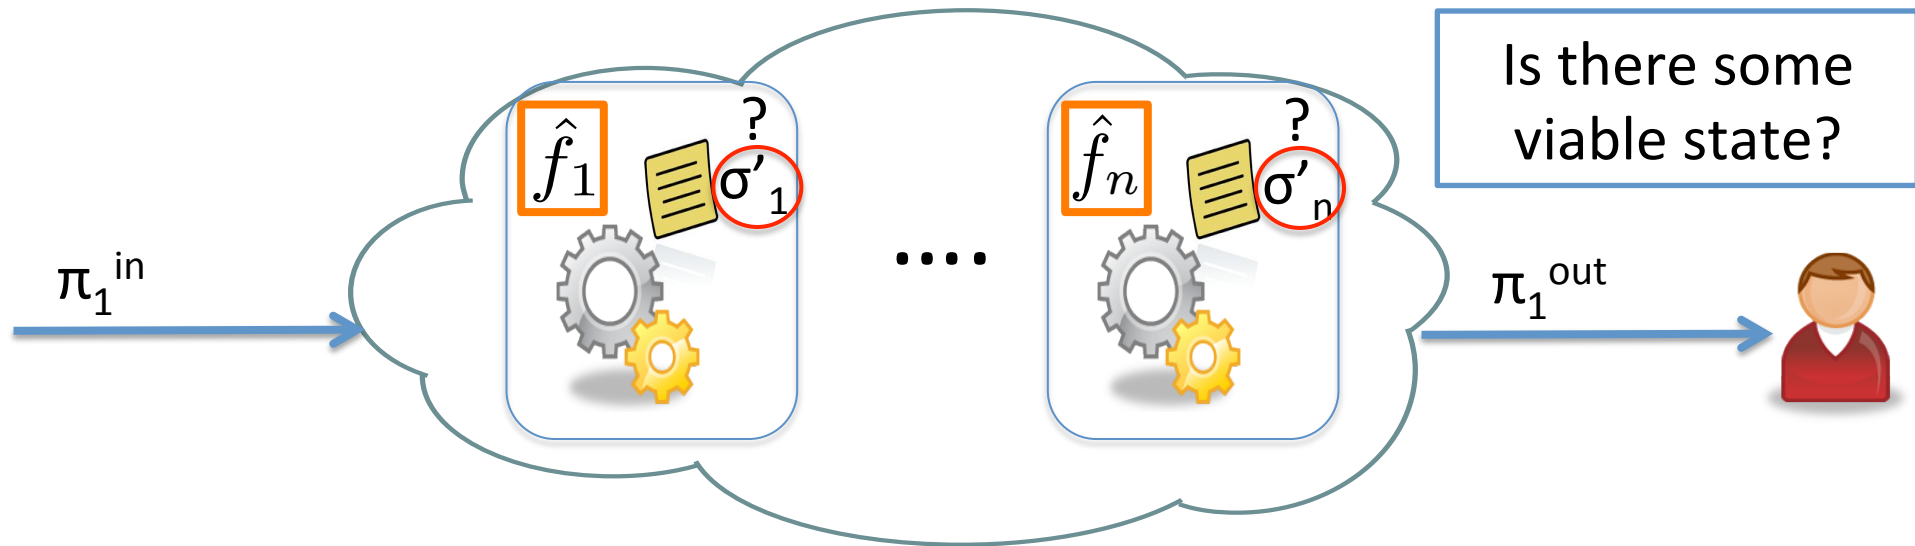 Is there some
viable state?
f̂₁
?
σ’₁
....
f̂ₙ
?
σ’ₙ
π₁ⁱⁿ
π₁ᵒᵘᵗ